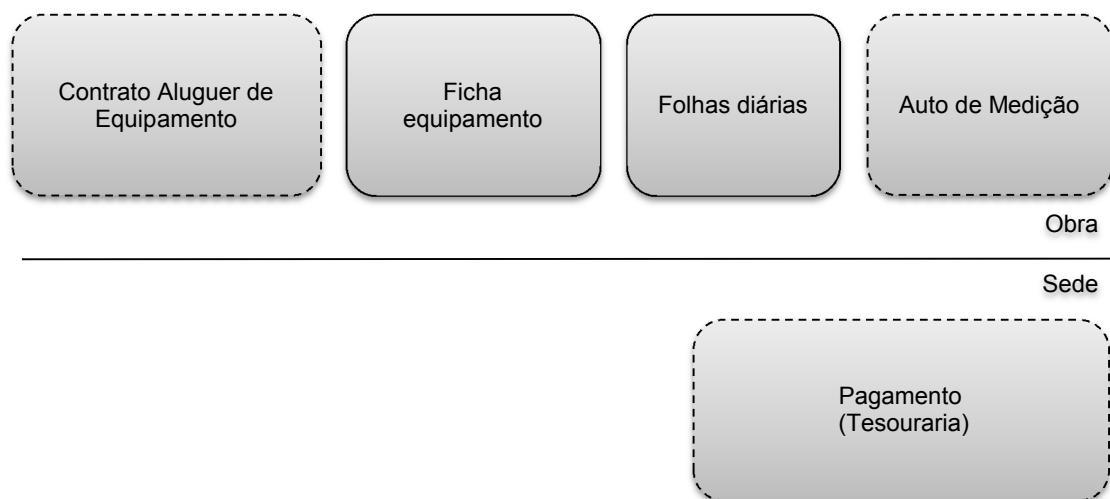 Contrato Aluguer de
Equipamento
Ficha
equipamento
Folhas diárias
Auto de Medição
Obra
Sede
Pagamento
(Tesouraria)